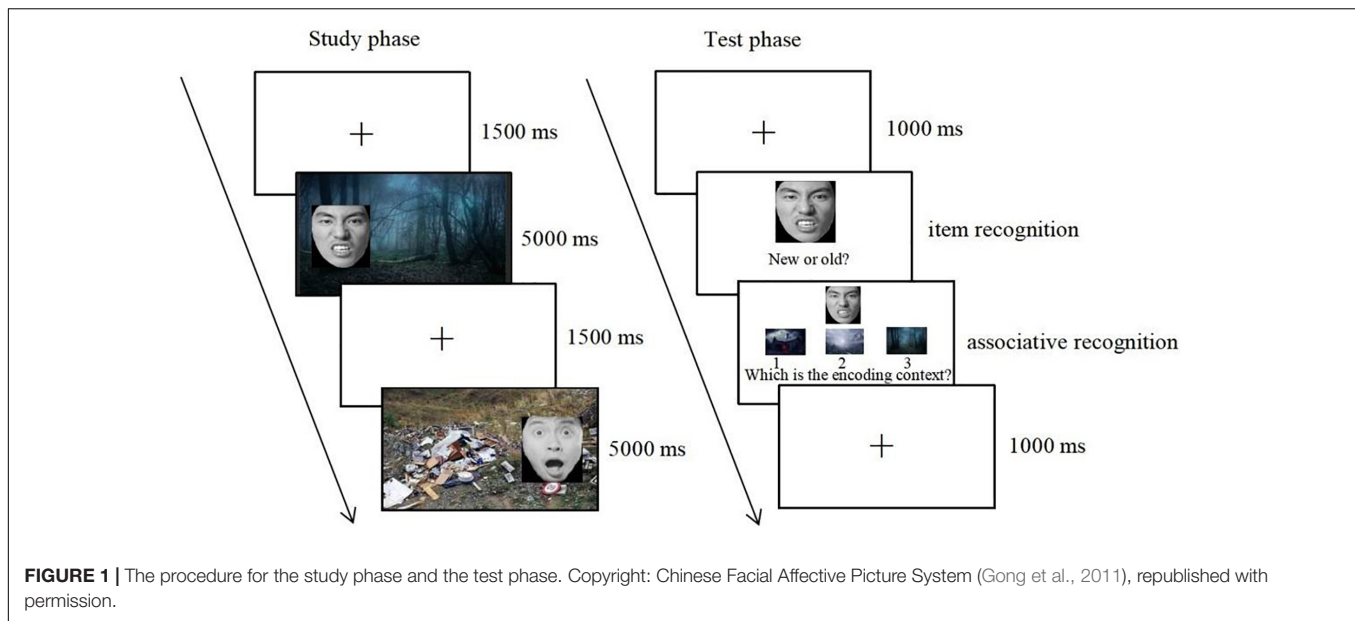 Study phase
1500 ms
5000 ms
1500 ms
5000 ms
Test phase
1000 ms
New or old?
item recognition
1 2 3
Which is the encoding context?
associative recognition
1000 ms
FIGURE 1 | The procedure for the study phase and the test phase. Copyright: Chinese Facial Affective Picture System (Gong et al., 2011), republished with
permission.